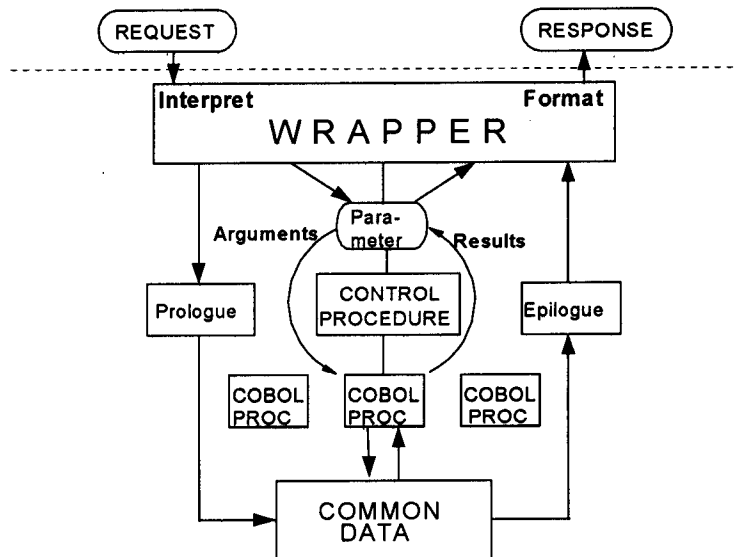 REQUEST
RESPONSE
Interpret
Format
WRAPPER
Arguments
Para-
meter
Results
Prologue
CONTROL
PROCEDURE
Epilogue
COBOL
PROC
COBOL
PROC
COBOL
PROC
COMMON
DATA